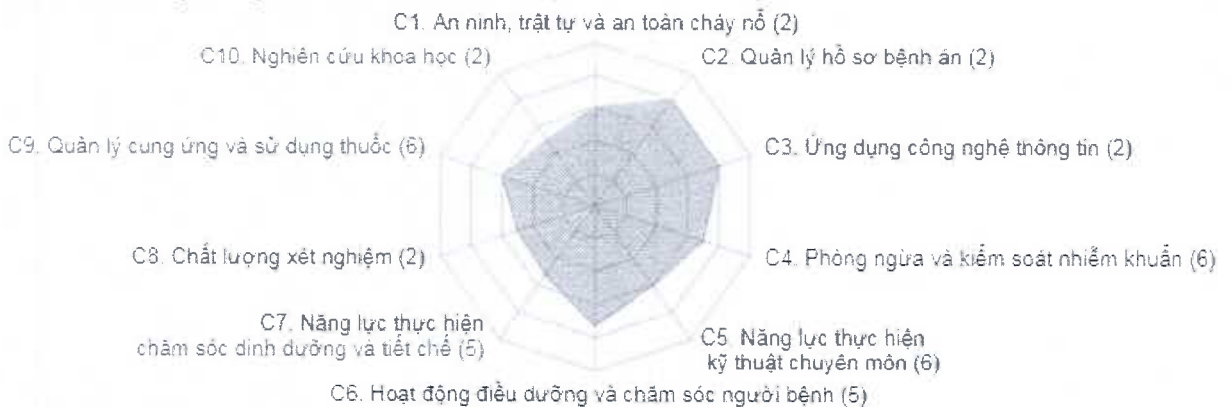 C1. An ninh, trật tự và an toàn cháy nổ (2)
C2. Quản lý hồ sơ bệnh án (2)
C3. Ứng dụng công nghệ thông tin (2)
C4. Phòng ngừa và kiểm soát nhiễm khuẩn (6)
C5. Năng lực thực hiện
kỹ thuật chuyên môn (6)
C6. Hoạt động điều dưỡng và chăm sóc người bệnh (5)
C7. Năng lực thực hiện
chăm sóc dinh dưỡng và tiết chế (5)
C8. Chất lượng xét nghiệm (2)
C9. Quản lý cung ứng và sử dụng thuốc (6)
C10. Nghiên cứu khoa học (2)